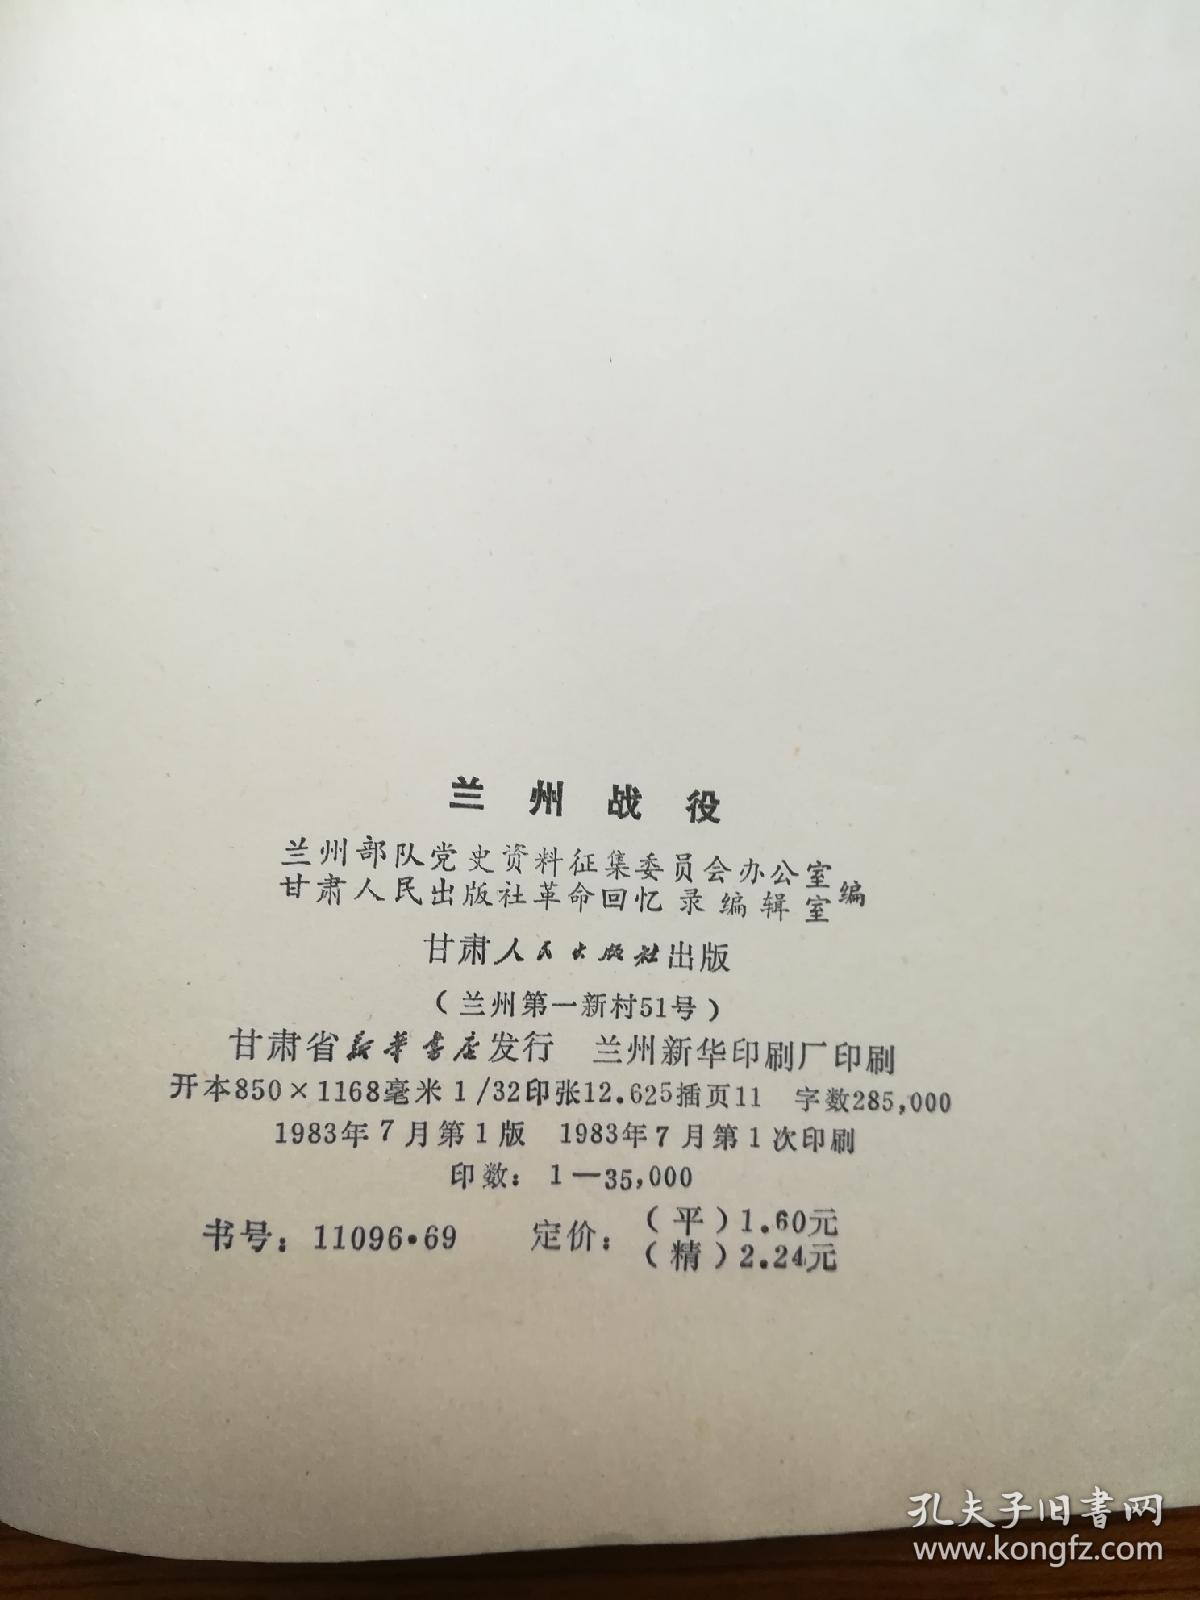 兰州战役
兰州部队党史资料征集委员会办公室
甘肃人民出版社革命回忆录编辑室 编
甘肃人民出版社出版
（兰州第一新村51号）
甘肃省新华书店发行 兰州新华印刷厂印刷
开本850×1168毫米 1/32印张12.625插页11 字数285,000
1983年7月第1版 1983年7月第1次印刷
印数：1—35,000
书号：11096·69 定价：（平）1.60元
（精）2.24元
孔夫子旧書网
www.kongfz.com